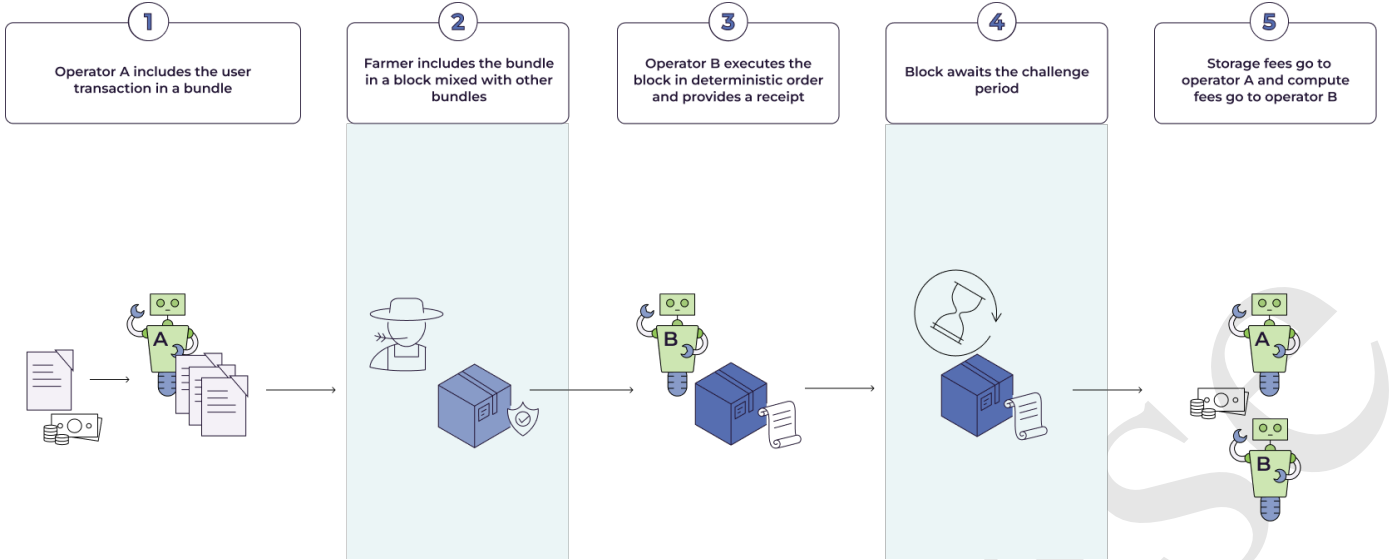 1
Operator A includes the user
transaction in a bundle
2
Farmer includes the bundle
in a block mixed with other
bundles
3
Operator B executes the
block in deterministic order
and provides a receipt
4
Block awaits the challenge
period
5
Storage fees go to
operator A and compute
fees go to operator B
A
B
A
B
se